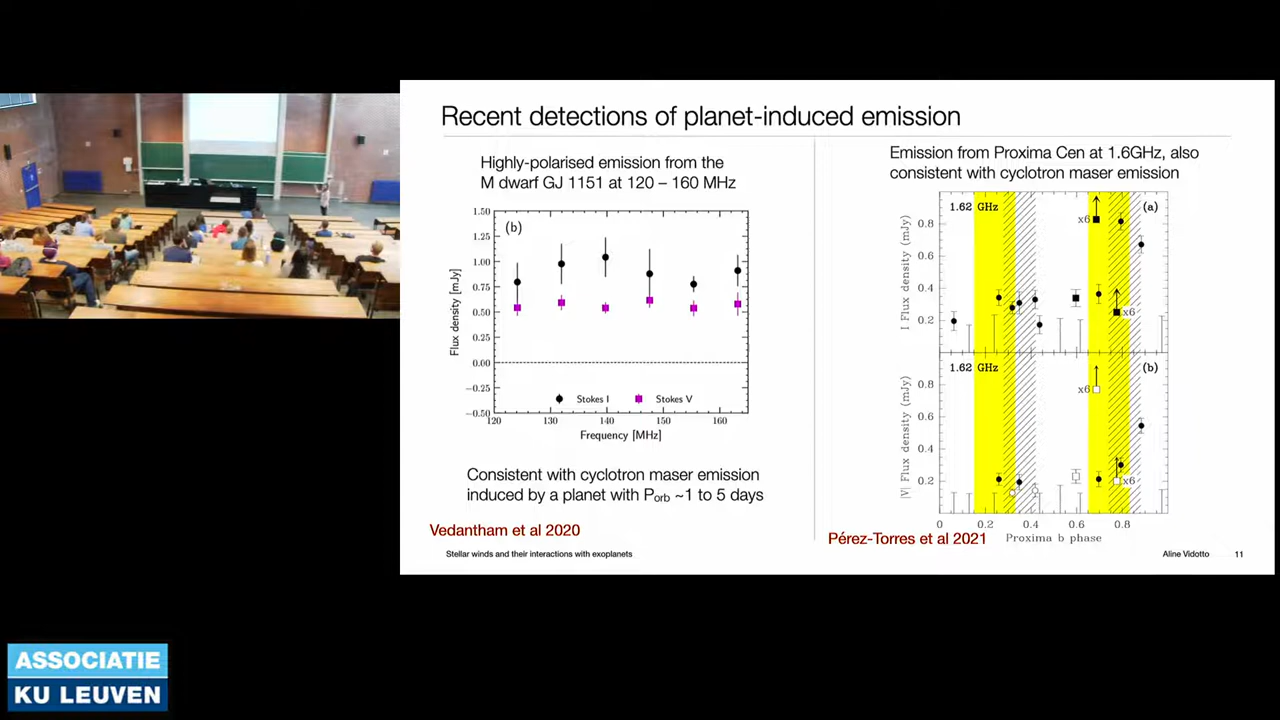 Recent detections of planet-induced emission
Highly-polarised emission from the
M dwarf GJ 1151 at 120 – 160 MHz
1.50
(b)
1.25
1.00
0.75
0.50
0.25
0.00
−0.25
−0.50
Flux density [mJy]
Stokes I
Stokes V
120
130
140
150
160
Frequency [MHz]
Consistent with cyclotron maser emission
induced by a planet with Porb ~1 to 5 days
Vedantham et al 2020
Emission from Proxima Cen at 1.6GHz, also
consistent with cyclotron maser emission
1.62 GHz
x6
(a)
0.8
0.6
0.4
0.2
x6
I Flux density (mJy)
1.62 GHz
(b)
x6
0.8
0.6
0.4
0.2
x6
|V| Flux density (mJy)
0
0.2
0.4
0.6
0.8
Proxima b phase
Pérez-Torres et al 2021
Stellar winds and their interactions with exoplanets
Aline Vidotto
11
ASSOCIATIE
KU LEUVEN